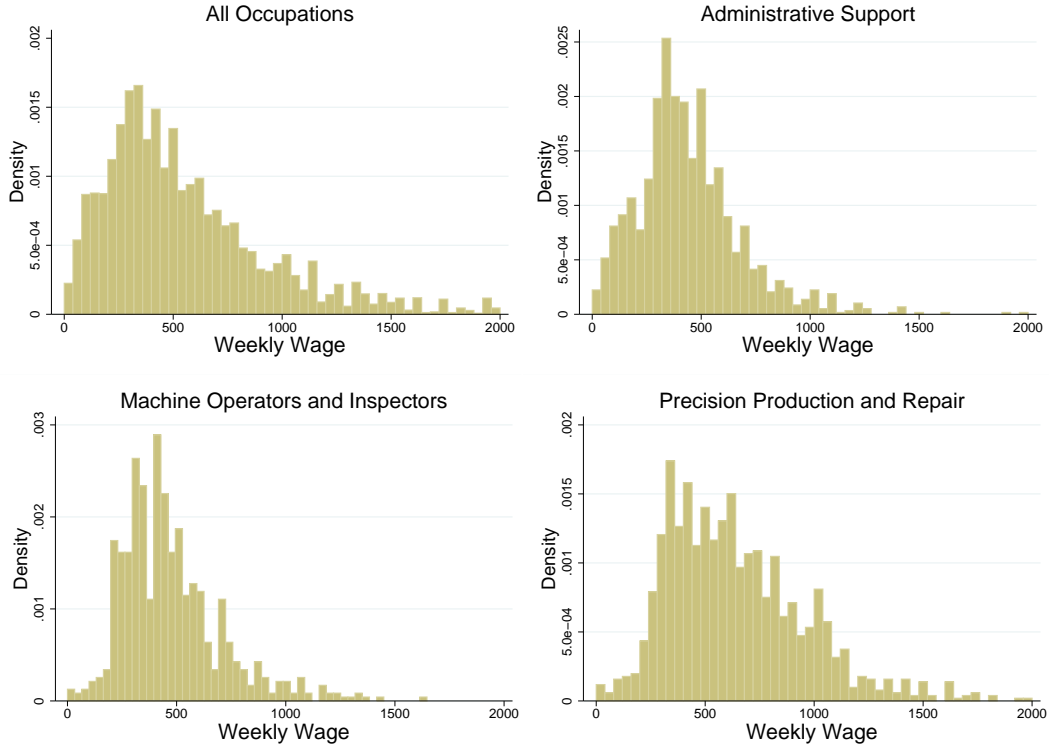 All Occupations
Density
0
5.0e−04
.001
.0015
.002
0
500
1000
1500
2000
Weekly Wage
Administrative Support
Density
0
5.0e−04
.001
.0015
.002
.0025
0
500
1000
1500
2000
Weekly Wage
Machine Operators and Inspectors
Density
0
.001
.002
.003
0
500
1000
1500
2000
Weekly Wage
Precision Production and Repair
Density
0
5.0e−04
.001
.0015
.002
0
500
1000
1500
2000
Weekly Wage